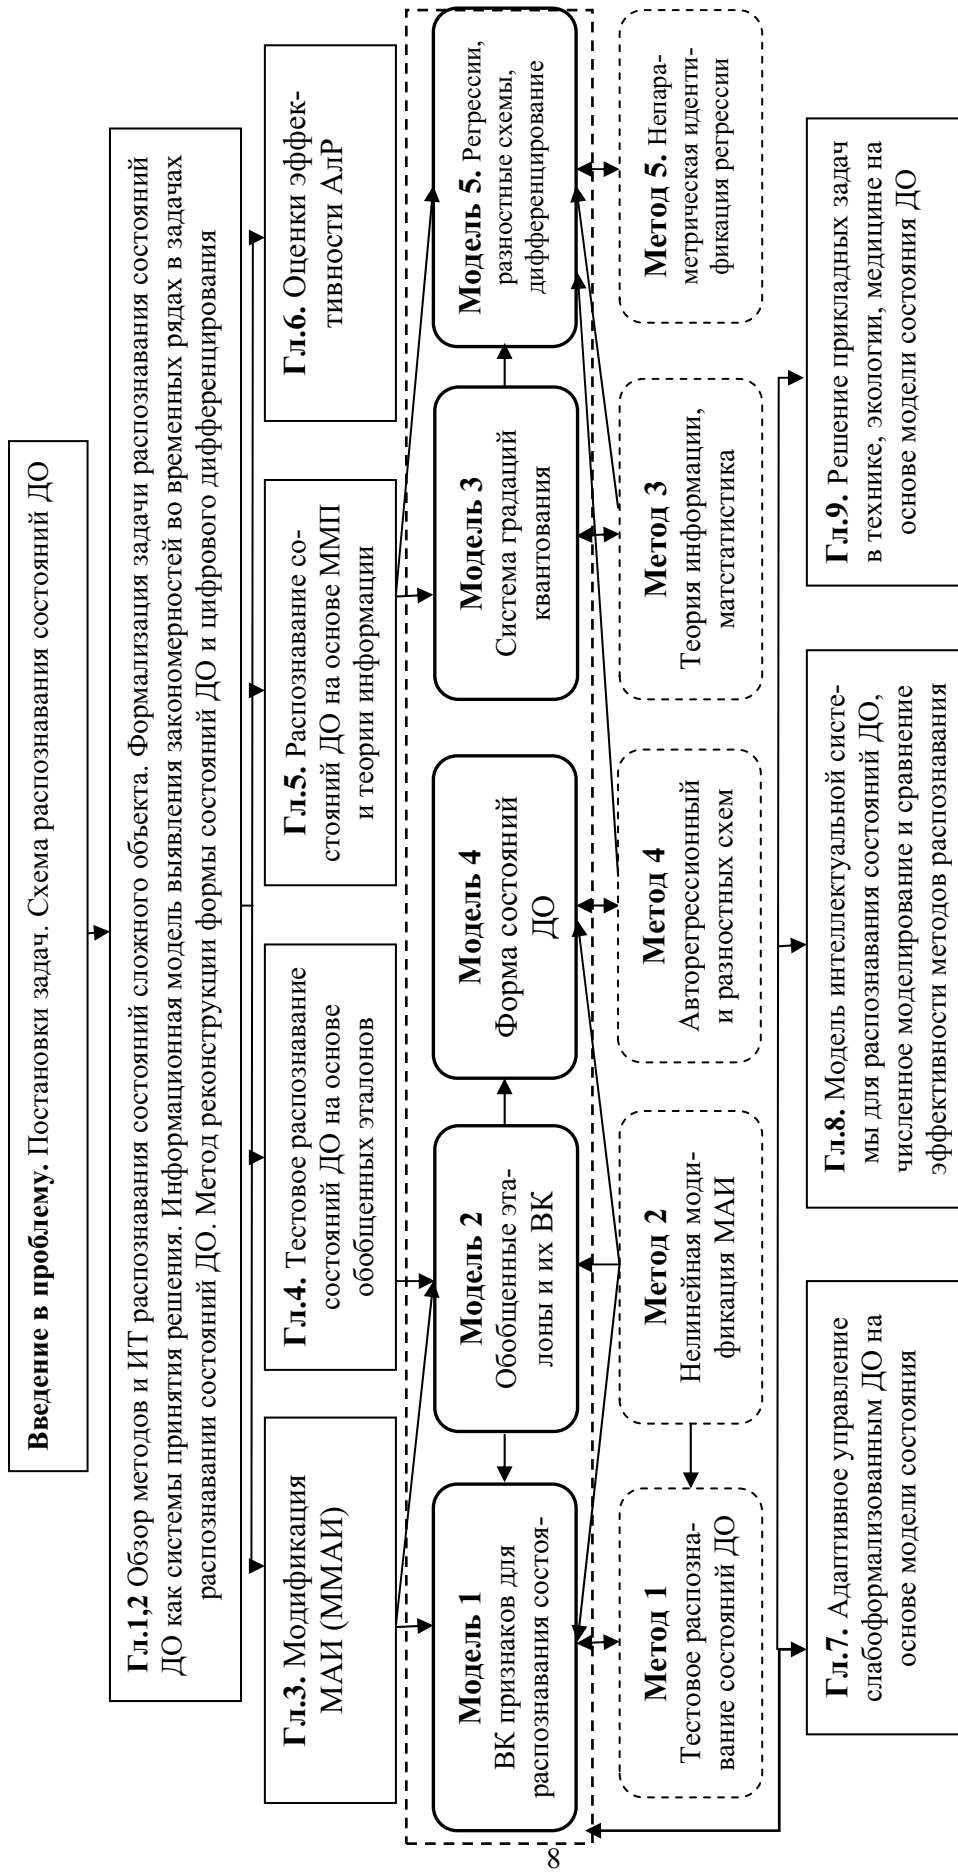 Введение в проблему. Постановки задач. Схема распознавания состояний ДО
Гл.1,2 Обзор методов и ИТ распознавания состояний сложного объекта. Формализация задачи распознавания состояний
ДО как системы принятия решения. Информационная модель выявления закономерностей во временных рядах в задачах
распознавании состояний ДО. Метод реконструкции формы состояний ДО и цифрового дифференцирования
Гл.3. Модификация
МАИ (ММАИ)
Гл.4. Тестовое распознавание
состояний ДО на основе
обобщенных эталонов
Гл.5. Распознавание со-
стояний ДО на основе ММП
и теории информации
Гл.6. Оценки эффек-
тивности АлР
Модель 1
ВК признаков для
распознавания состоя-
Модель 2
Обобщенные эта-
лоны и их ВК
Модель 4
Форма состояний
ДО
Модель 3
Система градаций
квантования
Модель 5. Регрессии,
разностные схемы,
дифференцирование
Метод 1
Тестовое распозна-
вание состояний ДО
Метод 2
Нелинейная моди-
фикация МАИ
Метод 4
Авторегрессионный
и разностных схем
Метод 3
Теория информации,
матстатистика
Метод 5. Непара-
метрическая иденти-
фикация регрессии
Гл.7. Адаптивное управление
слабоформализованным ДО на
основе модели состояния
Гл.8. Модель интеллектуальной систе-
мы для распознавания состояний ДО,
численное моделирование и сравнение
эффективности методов распознавания
Гл.9. Решение прикладных задач
в технике, экологии, медицине на
основе модели состояния ДО
8